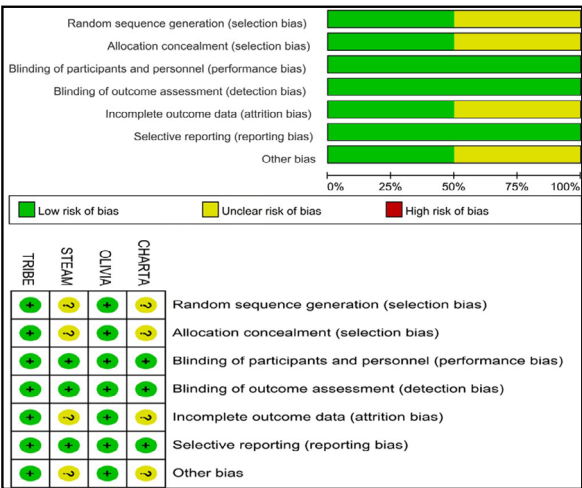 Random sequence generation (selection bias)
Allocation concealment (selection bias)
Blinding of participants and personnel (performance bias)
Blinding of outcome assessment (detection bias)
Incomplete outcome data (attrition bias)
Selective reporting (reporting bias)
Other bias
0% 25% 50% 75% 100%
Low risk of bias Unclear risk of bias High risk of bias
TRIBE STEAM OLIVIA CHARTA
+ ? + ? Random sequence generation (selection bias)
+ ? + ? Allocation concealment (selection bias)
+ + + + Blinding of participants and personnel (performance bias)
+ + + + Blinding of outcome assessment (detection bias)
+ ? + ? Incomplete outcome data (attrition bias)
+ + + + Selective reporting (reporting bias)
+ ? + ? Other bias